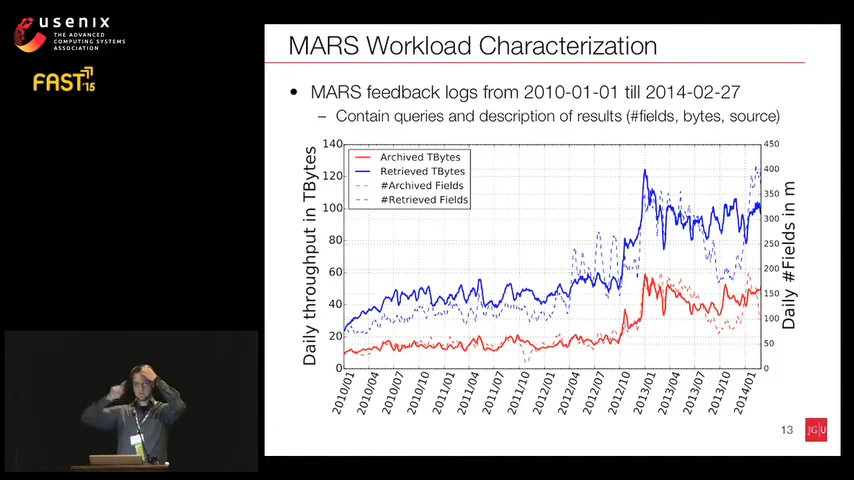 usenix
THE ADVANCED
COMPUTING SYSTEMS
ASSOCIATION
FAST'15
MARS Workload Characterization
• MARS feedback logs from 2010-01-01 till 2014-02-27
– Contain queries and description of results (#fields, bytes, source)
Daily throughput in TBytes
140
120
100
80
60
40
20
0
Archived TBytes
Retrieved TBytes
#Archived Fields
#Retrieved Fields
450
400
350
300
250
200
150
100
50
0
Daily #Fields in m
2010/01
2010/04
2010/07
2010/10
2011/01
2011/04
2011/07
2011/10
2012/01
2012/04
2012/07
2012/10
2013/01
2013/04
2013/07
2013/10
2014/01
13
JG|U